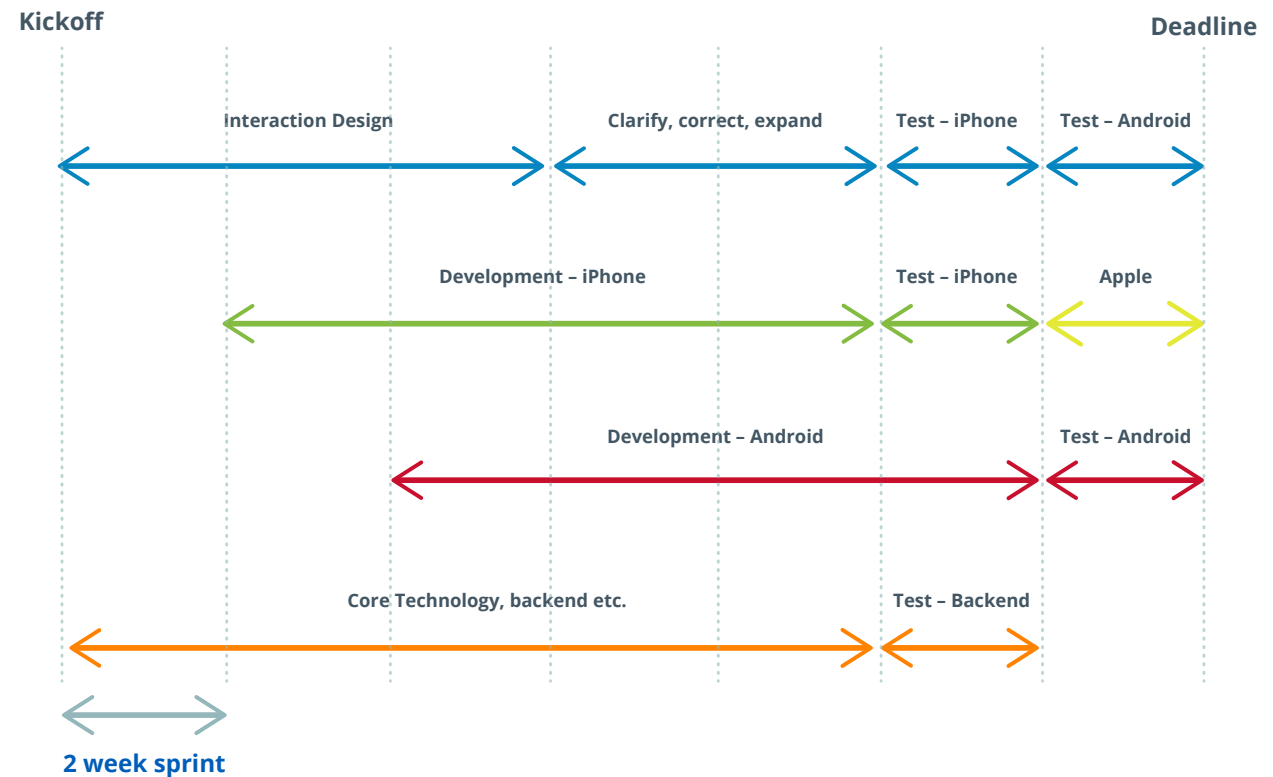 Kickoff
Deadline
Interaction Design
Clarify, correct, expand
Test – iPhone
Test – Android
Development – iPhone
Test – iPhone
Apple
Development – Android
Test – Android
Core Technology, backend etc.
Test – Backend
2 week sprint